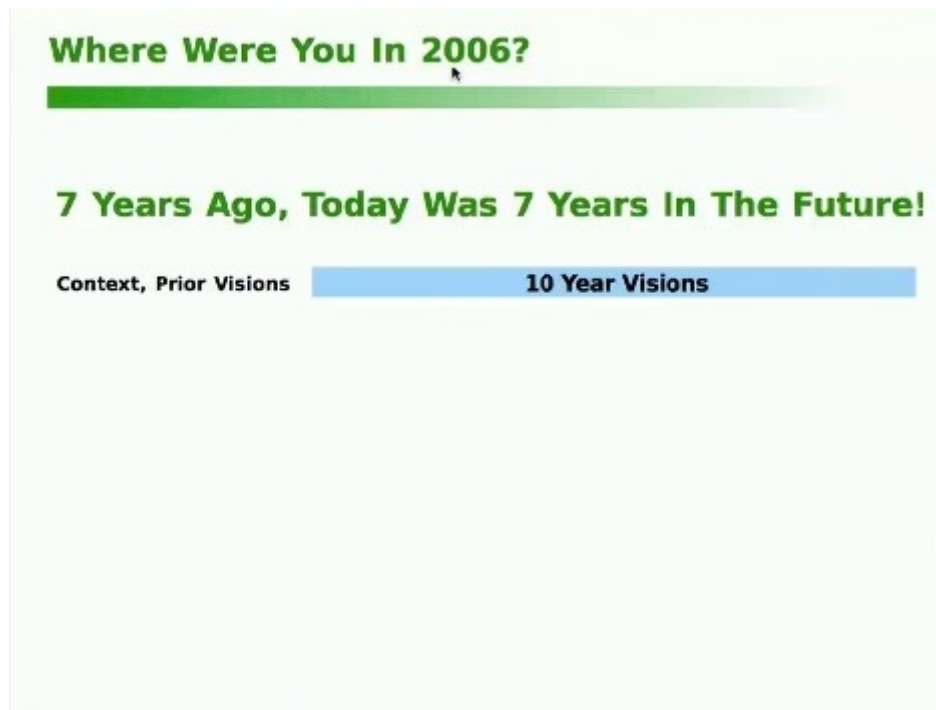 Where Were You In 2006?
7 Years Ago, Today Was 7 Years In The Future!
Context, Prior Visions 10 Year Visions